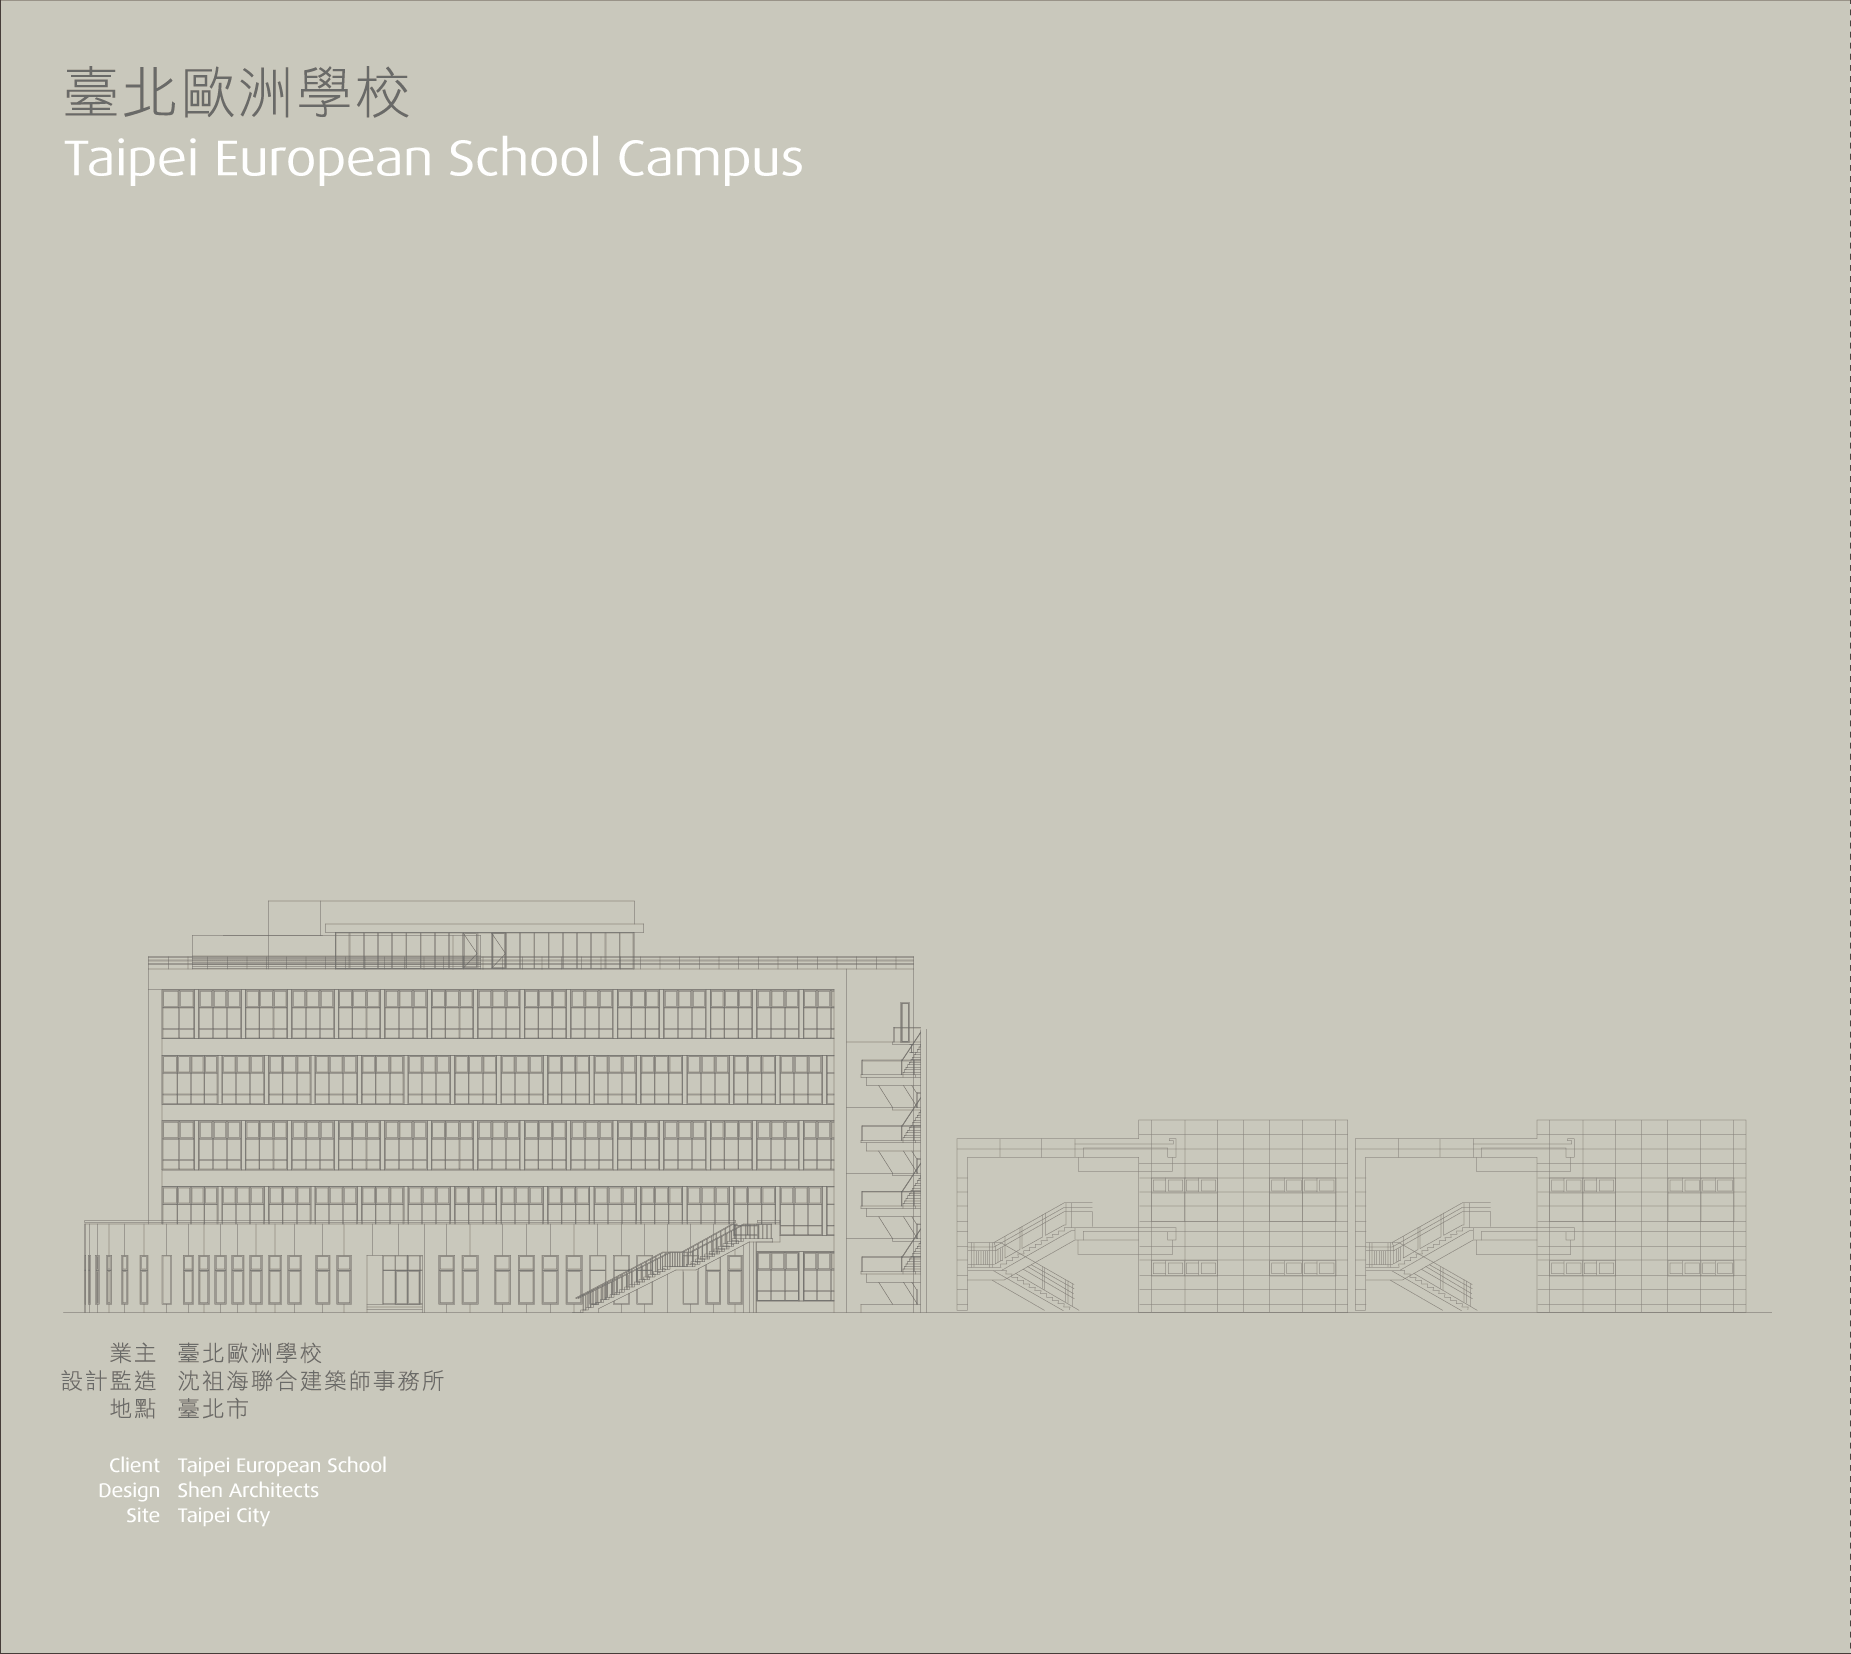 臺北歐洲學校
Taipei European School Campus
業主 臺北歐洲學校
設計監造 沈祖海聯合建築師事務所
地點 臺北市
Client Taipei European School
Design Shen Architects
Site Taipei City